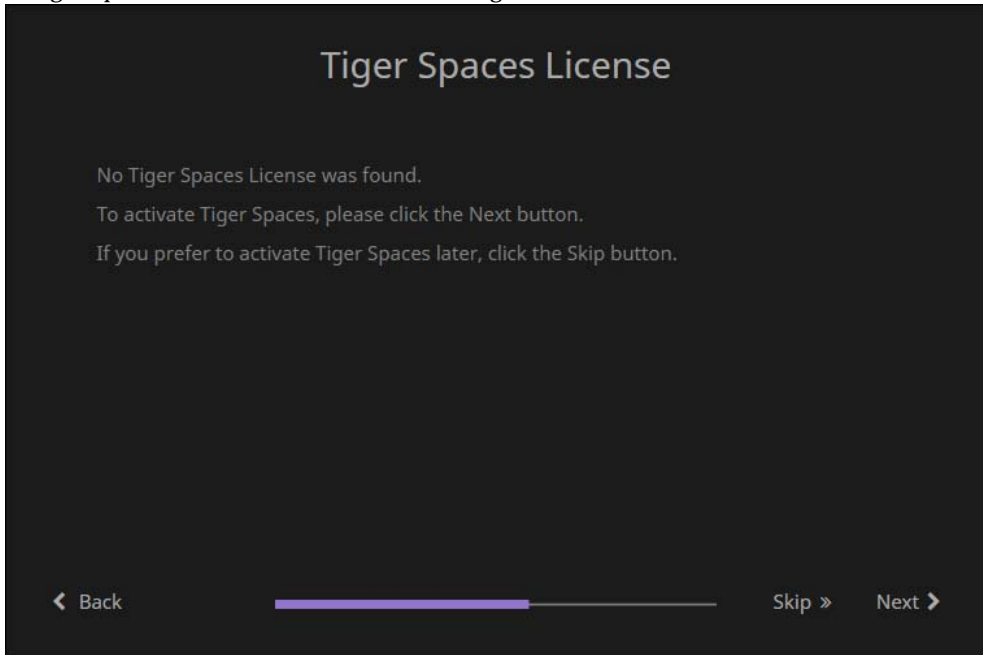 Tiger Spaces License
No Tiger Spaces License was found.
To activate Tiger Spaces, please click the Next button.
If you prefer to activate Tiger Spaces later, click the Skip button.
Back
Skip »
Next